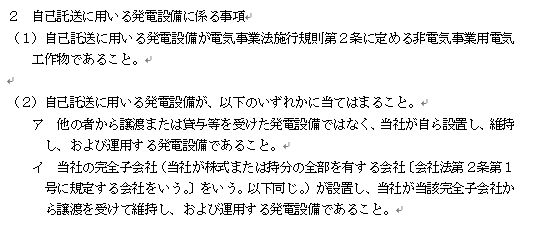 ２　自己託送に用いる発電設備に係る事項
（１）自己託送に用いる発電設備が電気事業法施行規則第２条に定める非電気事業用電気
工作物であること。
（２）自己託送に用いる発電設備が、以下のいずれかに当てはまること。
ア　他の者から譲渡または貸与等を受けた発電設備ではなく、当社が自ら設置し、維持
し、および運用する発電設備であること。
イ　当社の完全子会社（当社が株式または持分の全部を有する会社〔会社法第２条第１
号に規定する会社をいう。〕をいう。以下同じ。）が設置し、当社が当該完全子会社か
ら譲渡を受けて維持し、および運用する発電設備であること。